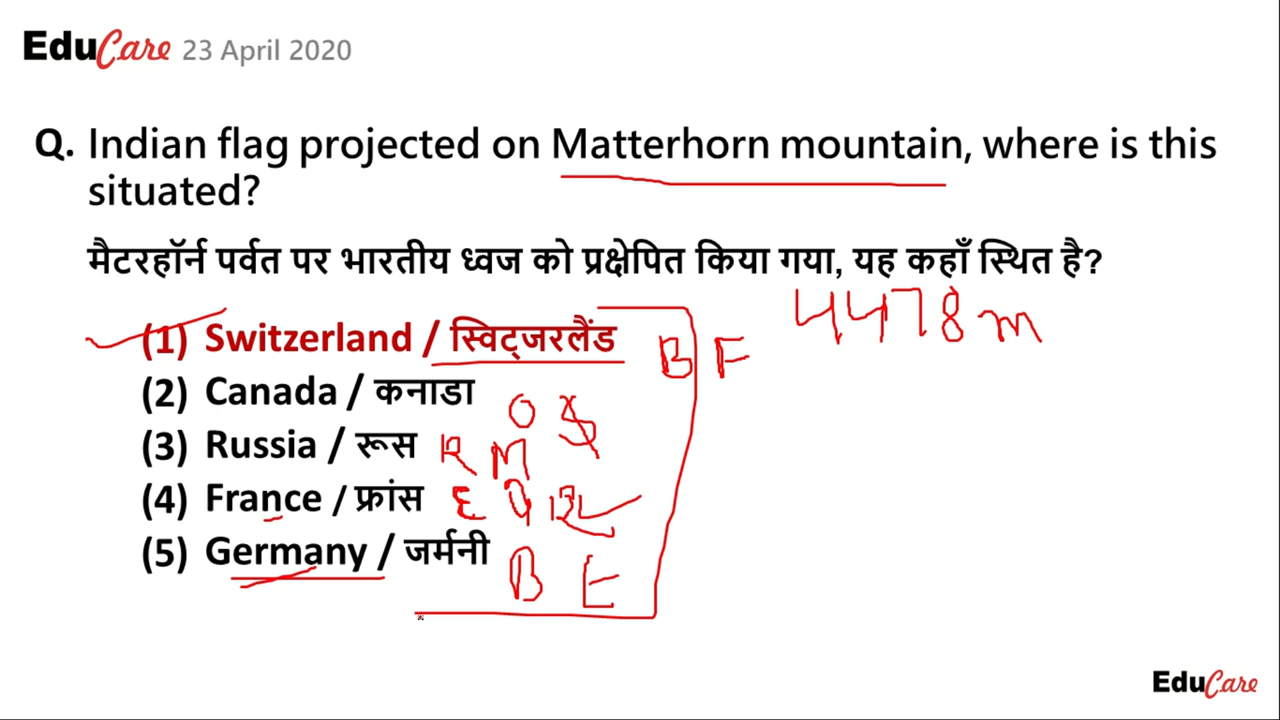 EduCare 23 April 2020
Q. Indian flag projected on Matterhorn mountain, where is this
situated?
मैटरहॉर्न पर्वत पर भारतीय ध्वज को प्रक्षेपित किया गया, यह कहाँ स्थित है?
4478 m
(1) Switzerland / स्विट्जरलैंड
B F
(2) Canada / कनाडा
O $
(3) Russia / रूस R M
(4) France / फ्रांस E Q
(5) Germany / जर्मनी
B E
EduCare